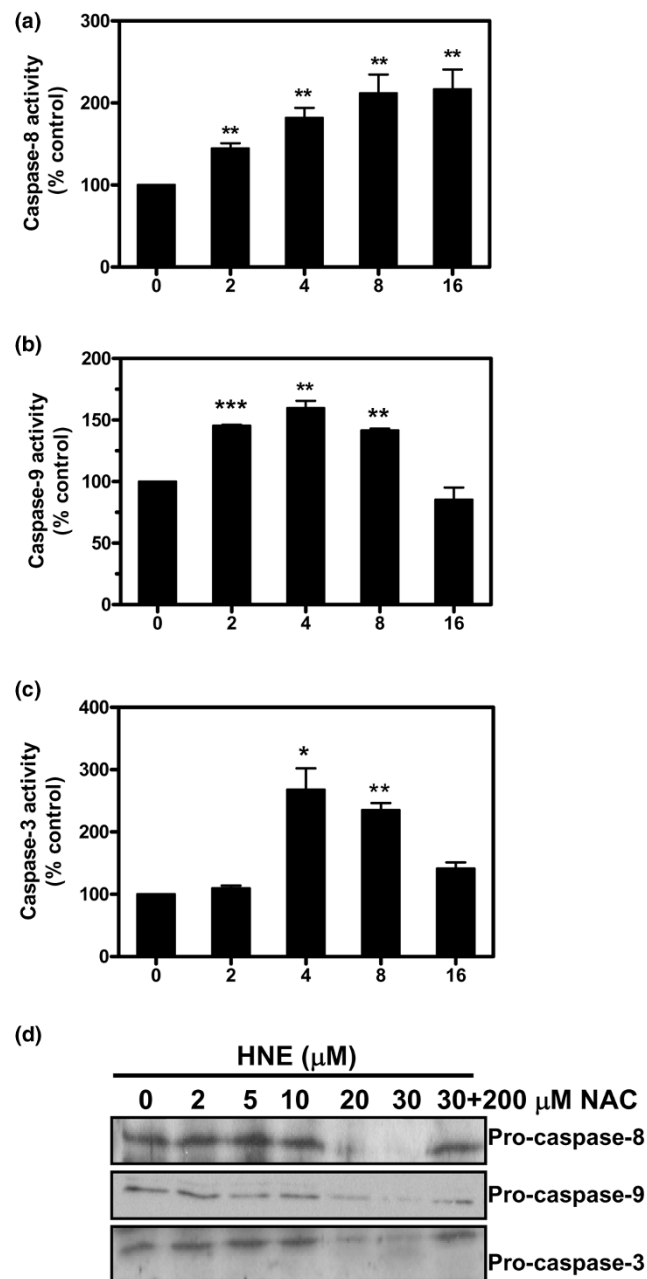 (a)
300
200
100
0
Caspase-8 activity
(% control)
** ** ** **
0 2 4 8 16
(b)
200
150
100
50
0
Caspase-9 activity
(% control)
*** ** **
0 2 4 8 16
(c)
400
300
200
100
0
Caspase-3 activity
(% control)
* **
0 2 4 8 16
(d)
HNE (μM)
0 2 5 10 20 30 30+200 μM NAC
Pro-caspase-8
Pro-caspase-9
Pro-caspase-3